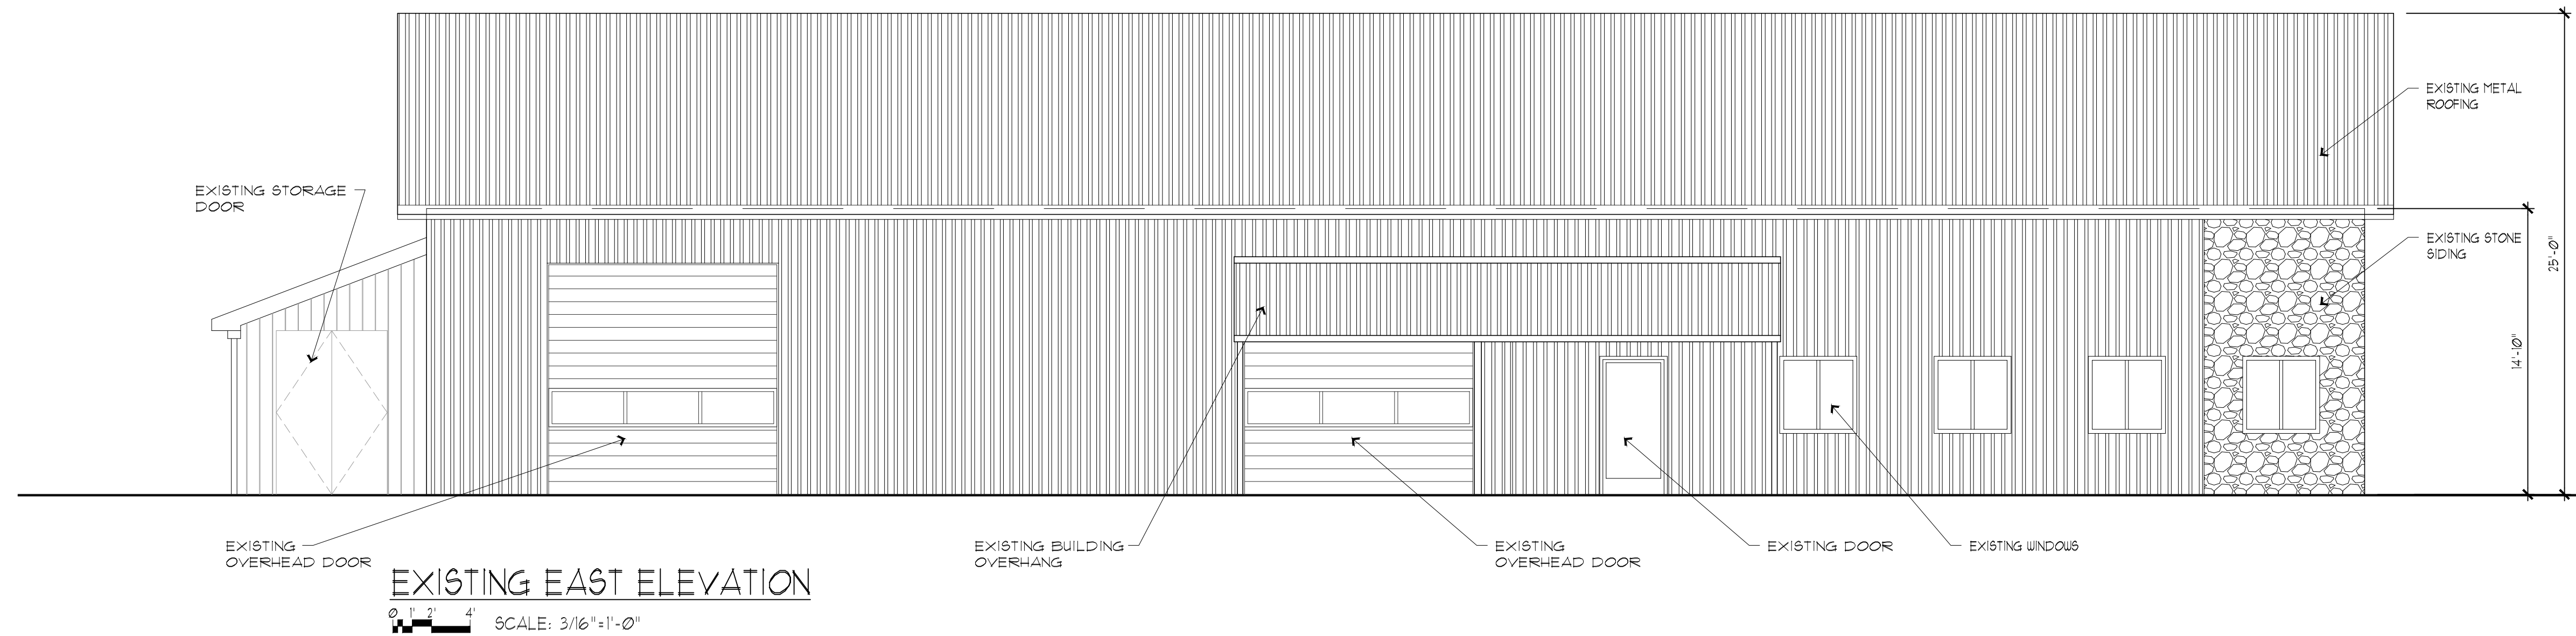 EXISTING METAL
ROOFING
EXISTING STORAGE
DOOR
EXISTING STONE
SIDING
25'-0"
14'-10"
EXISTING
OVERHEAD DOOR
EXISTING BUILDING
OVERHANG
EXISTING
OVERHEAD DOOR
EXISTING DOOR
EXISTING WINDOWS
EXISTING EAST ELEVATION
0 1' 2' 4'
SCALE: 3/16"=1'-0"